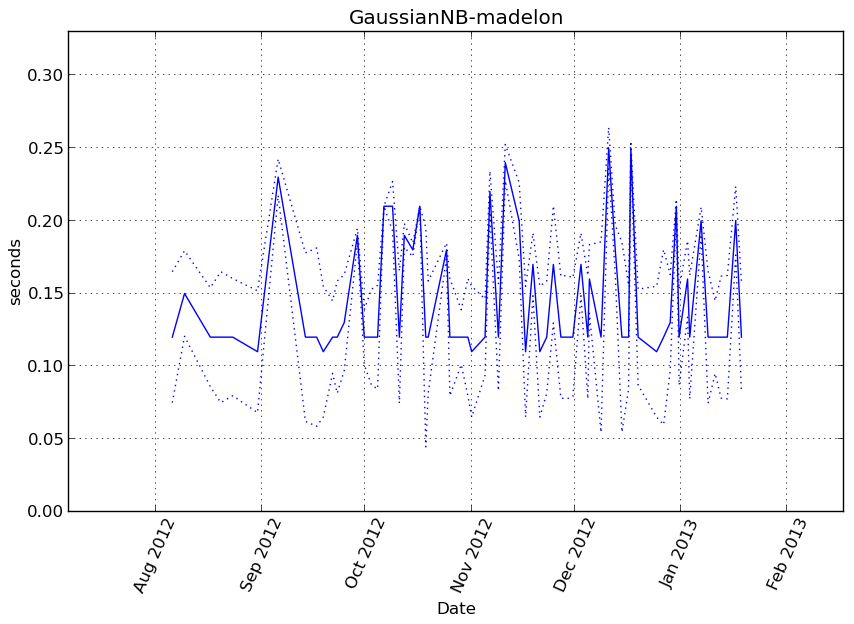 GaussianNB-madelon
0.30
0.25
0.20
0.15
0.10
0.05
0.00
seconds
Aug 2012
Sep 2012
Oct 2012
Nov 2012
Dec 2012
Jan 2013
Feb 2013
Date